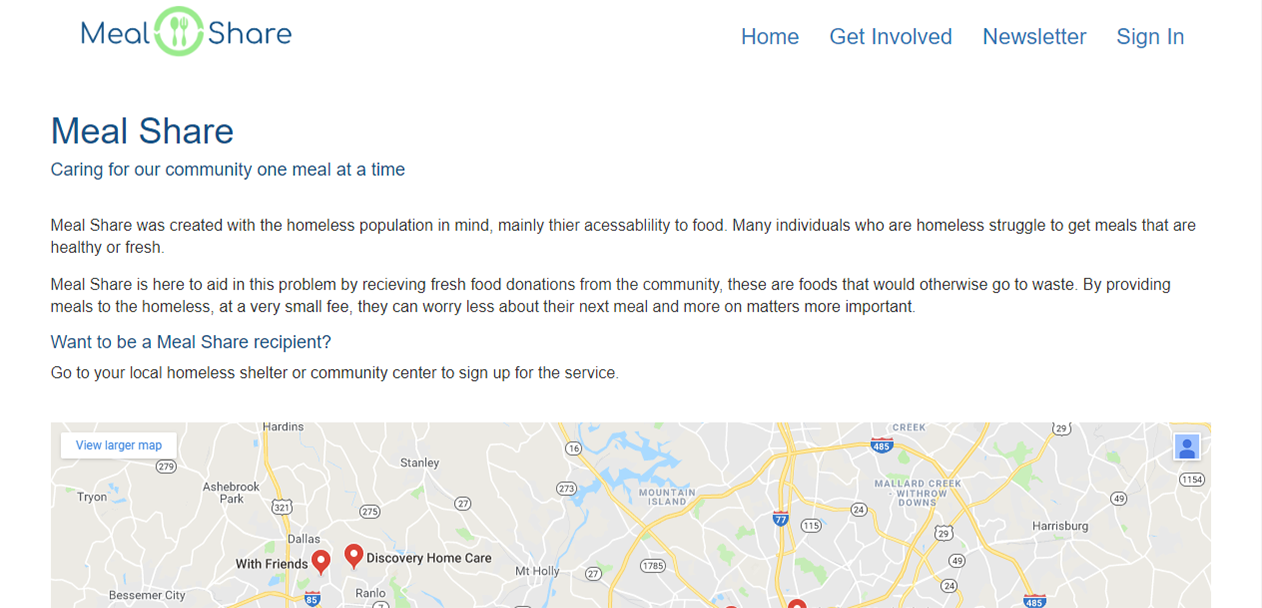 Meal Share
Home Get Involved Newsletter Sign In
Meal Share
Caring for our community one meal at a time
Meal Share was created with the homeless population in mind, mainly thier acessablility to food. Many individuals who are homeless struggle to get meals that are
healthy or fresh.
Meal Share is here to aid in this problem by recieving fresh food donations from the community, these are foods that would otherwise go to waste. By providing
meals to the homeless, at a very small fee, they can worry less about their next meal and more on matters more important.
Want to be a Meal Share recipient?
Go to your local homeless shelter or community center to sign up for the service.
Hardins
CREEK
29
View larger map
485
16
279
Stanley
1154
Tryon
Ashebrook
Park
273
MOUNTAIN
ISLAND
MALLARD CREEK
- WITHROW
DOWNS
49
321
275
27
24
77
115
Harrisburg
29
Dallas
With Friends
Discovery Home Care
49
1785
Mt Holly
27
24
Bessemer City
85
Ranlo
7
485